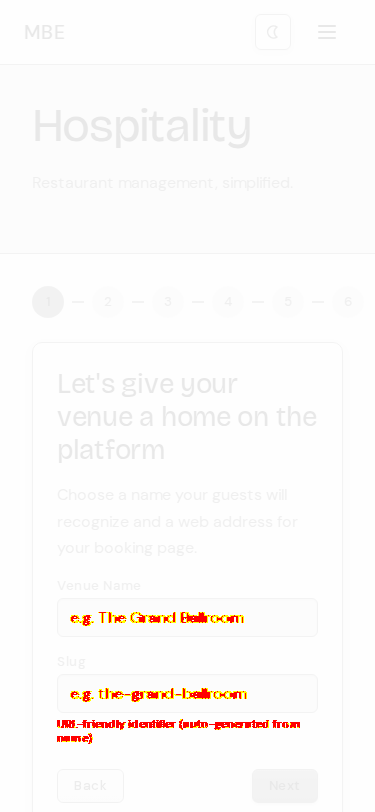 MBE
Hospitality
Restaurant management, simplified.
1 2 3 4 5 6
Let's give your
venue a home on the
platform
Choose a name your guests will
recognize and a web address for
your booking page.
Venue Name
e.g. The Grand Ballroom
Slug
e.g. the-grand-ballroom
URL-friendly identifier (auto-generated from
name)
Back Next